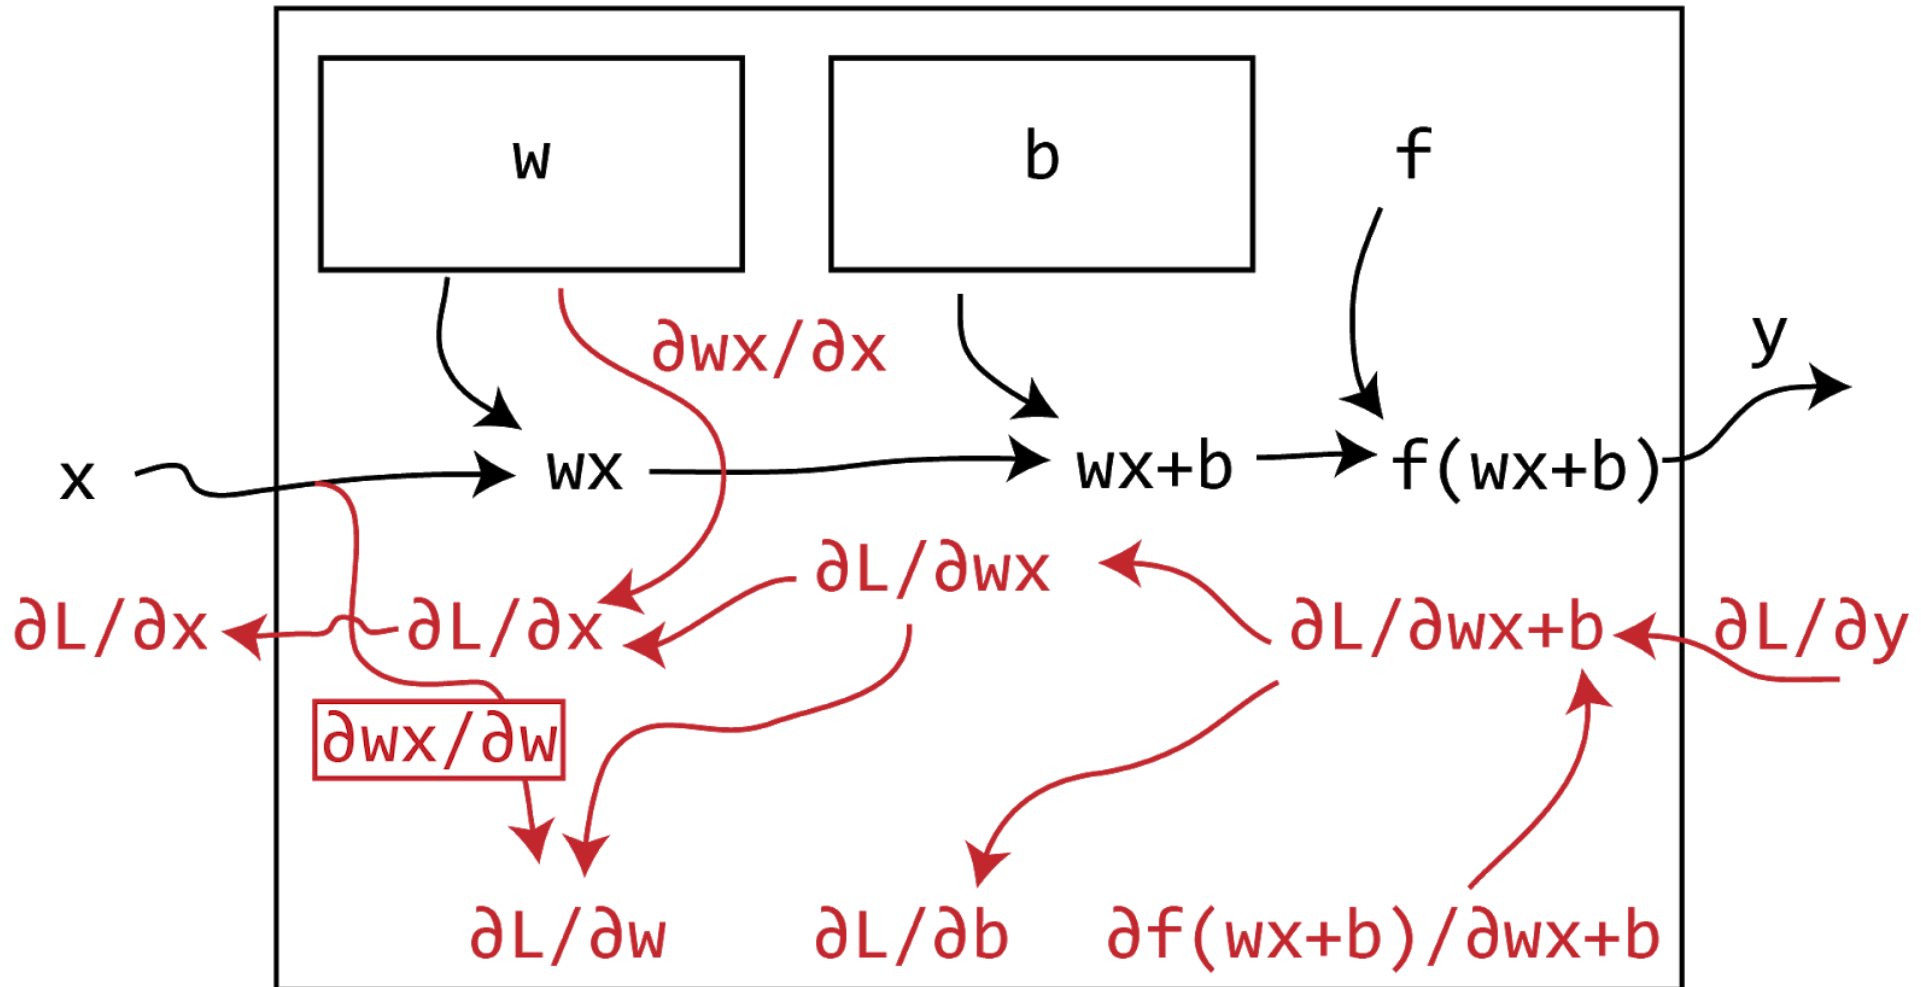 w
b
f
∂wx/∂x
y
x
wx
wx+b
f(wx+b)
∂L/∂wx
∂L/∂x
∂L/∂x
∂L/∂wx+b
∂L/∂y
∂wx/∂w
∂L/∂w
∂L/∂b
∂f(wx+b)/∂wx+b